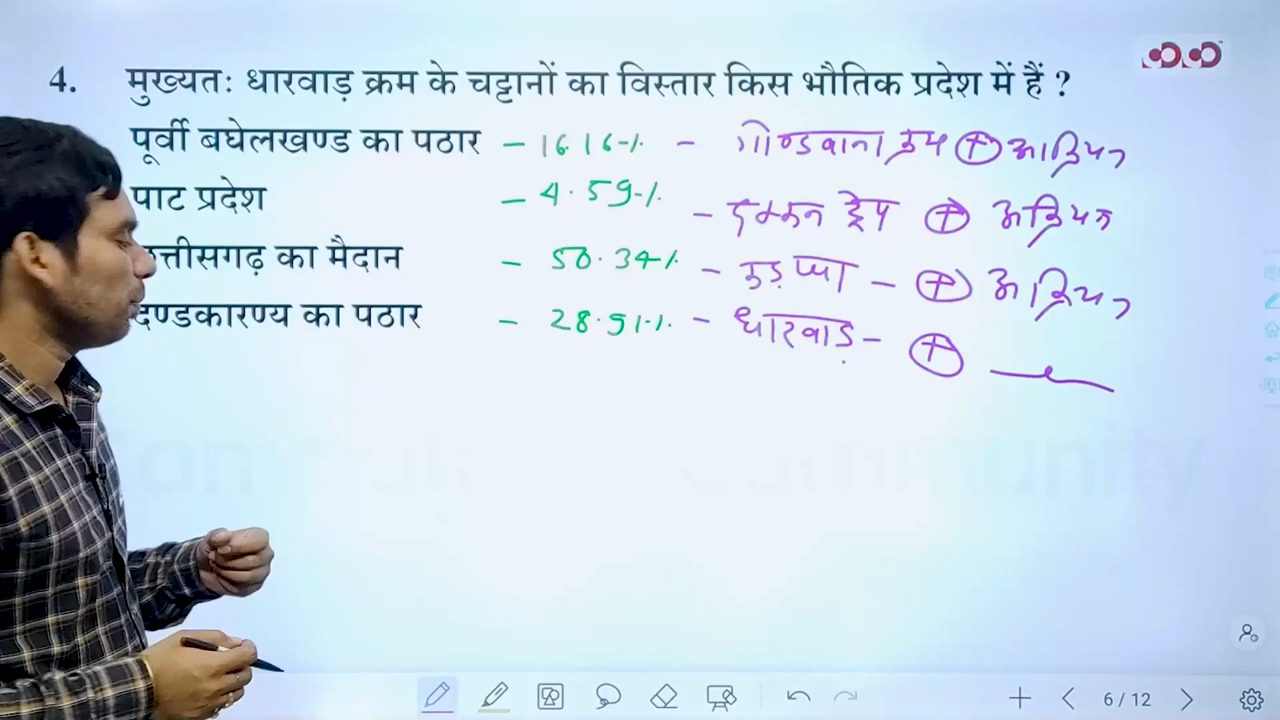 4. मुख्यतः धारवाड़ क्रम के चट्टानों का विस्तार किस भौतिक प्रदेश में हैं ?
पूर्वी बघेलखण्ड का पठार - 16.16% - गोण्डवाना क्रम + आर्कियन
पाट प्रदेश - 4.59% - दक्कन ट्रेप + आर्कियन
छत्तीसगढ़ का मैदान - 50.34% - कड़प्पा - + आर्कियन
दण्डकारण्य का पठार - 28.91% - धारवाड़ - +
6 / 12